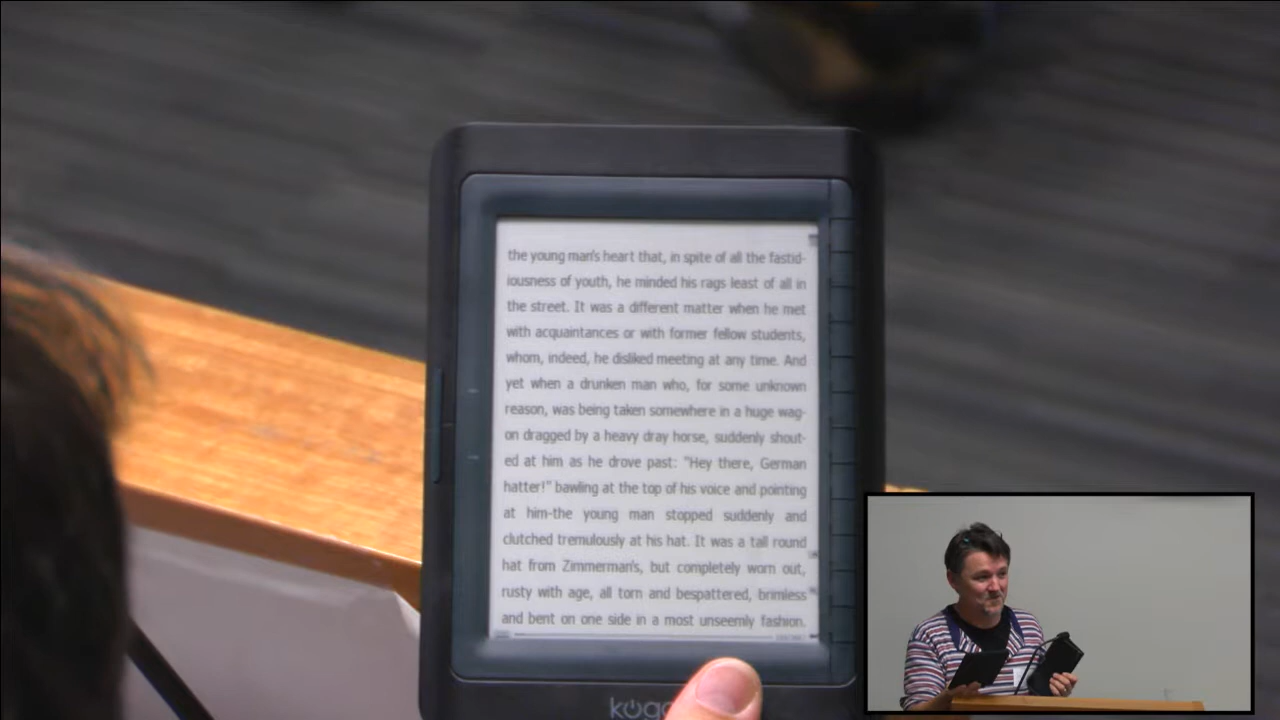 the young man's heart that, in spite of all the fastid-
iousness of youth, he minded his rags least of all in
the street. It was a different matter when he met
with acquaintances or with former fellow students,
whom, indeed, he disliked meeting at any time. And
yet when a drunken man who, for some unknown
reason, was being taken somewhere in a huge wag-
on dragged by a heavy dray horse, suddenly shout-
ed at him as he drove past: "Hey there, German
hatter!" bawling at the top of his voice and pointing
at him-the young man stopped suddenly and
clutched tremulously at his hat. It was a tall round
hat from Zimmerman's, but completely worn out,
rusty with age, all torn and bespattered, brimless
and bent on one side in a most unseemly fashion.